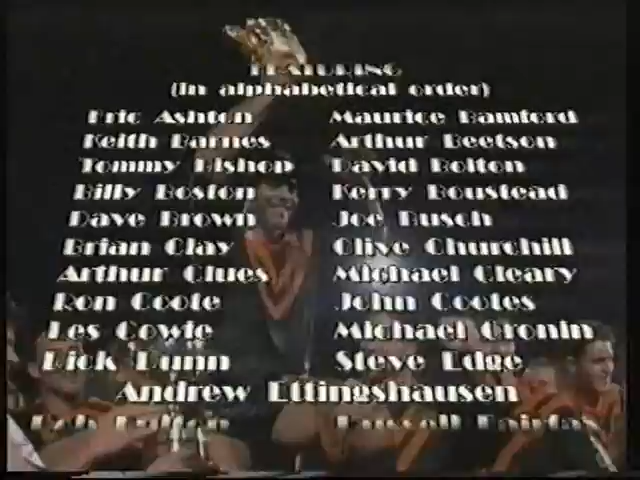 FEATURING
(In alphabetical order)
Eric Ashton Maurice Bamford
Keith Barnes Arthur Beetson
Tommy Bishop David Bolton
Billy Boston Kerry Boustead
Dave Brown Joe Busch
Brian Clay Clive Churchill
Arthur Clues Michael Cleary
Ron Coote John Cootes
Les Cowie Michael Cronin
Dick Dunn Steve Edge
Andrew Ettingshausen
Russell Fairfax